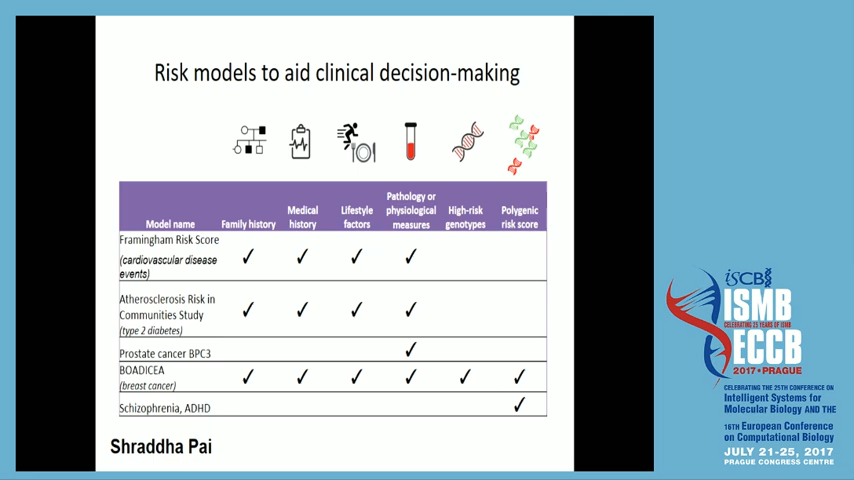 Risk models to aid clinical decision-making
Model name Family history Medical history Lifestyle factors Pathology or physiological measures High-risk genotypes Polygenic risk score
Framingham Risk Score ✓ ✓ ✓ ✓
(cardiovascular disease
events)
Atherosclerosis Risk in
Communities Study ✓ ✓ ✓ ✓
(type 2 diabetes)
Prostate cancer BPC3 ✓
BOADICEA ✓ ✓ ✓ ✓ ✓ ✓
(breast cancer)
Schizophrenia, ADHD ✓
Shraddha Pai
iSCB
ISMB
CELEBRATING 25 YEARS OF ISMB
ECCB
2017 • PRAGUE
CELEBRATING THE 25TH CONFERENCE ON
Intelligent Systems for
Molecular Biology AND THE
16TH European Conference
on Computational Biology
JULY 21-25, 2017
PRAGUE CONGRESS CENTRE